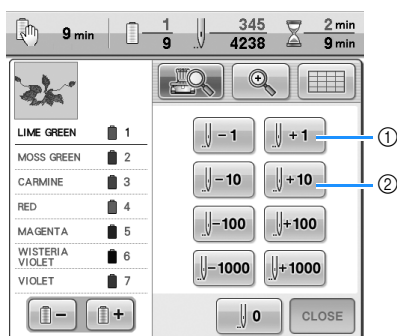 9 min
1
9
345
4238
2 min
9 min
LIME GREEN 1
MOSS GREEN 2
CARMINE 3
RED 4
MAGENTA 5
WISTERIA
VIOLET 6
VIOLET 7
−1
+1
①
−10
+10
②
−100
+100
−1000
+1000
−
+
0
CLOSE